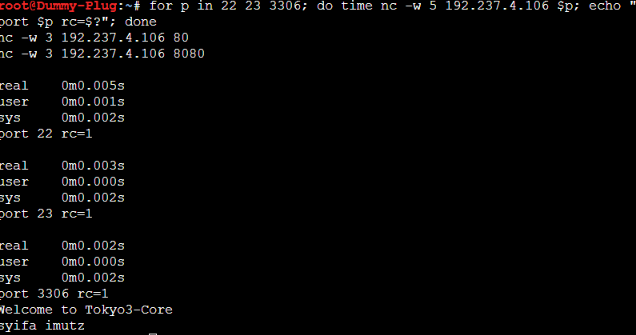 root@Dummy-Plug:~# for p in 22 23 3306; do time nc -w 5 192.237.4.106 $p; echo "
port $p rc=$?"; done
nc -w 3 192.237.4.106 80
nc -w 3 192.237.4.106 8080
real 0m0.005s
user 0m0.001s
sys 0m0.002s
port 22 rc=1
real 0m0.003s
user 0m0.000s
sys 0m0.002s
port 23 rc=1
real 0m0.002s
user 0m0.000s
sys 0m0.002s
port 3306 rc=1
Welcome to Tokyo3-Core
syifa imutz